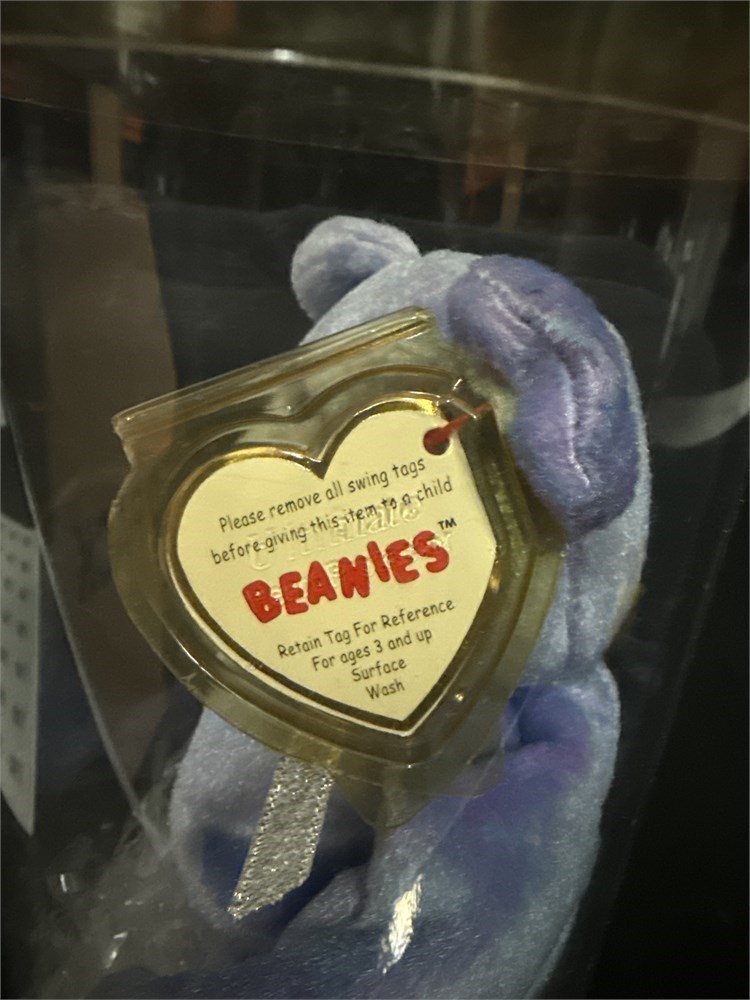 Please remove all swing tags
before giving this item to a child
BEANIES™
Retain Tag For Reference
For ages 3 and up
Surface
Wash